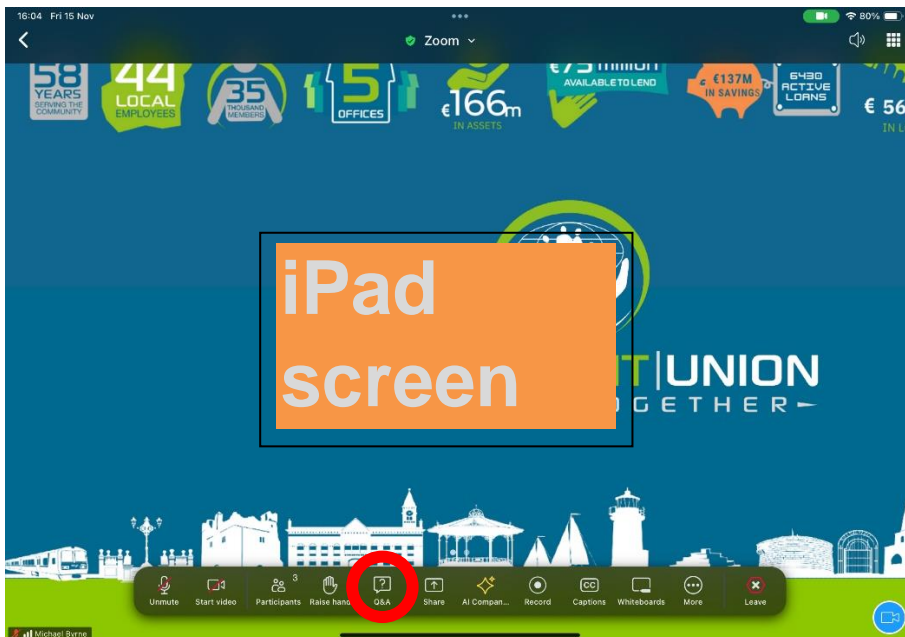 16:04 Fri 15 Nov
80%
Zoom
58
YEARS
SERVING THE
COMMUNITY
44
LOCAL
EMPLOYEES
35
THOUSAND
MEMBERS
5
OFFICES
€166m
IN ASSETS
AVAILABLE TO LEND
€137M
IN SAVINGS
6430
ACTIVE
LOANS
€ 56
iPad
screen
IT|UNION
GETHER
Unmute
Start video
Participants 3
Raise hand
Q&A
Share
AI Compan...
Record
CC
Captions
Whiteboards
More
Leave
Michael Byrne